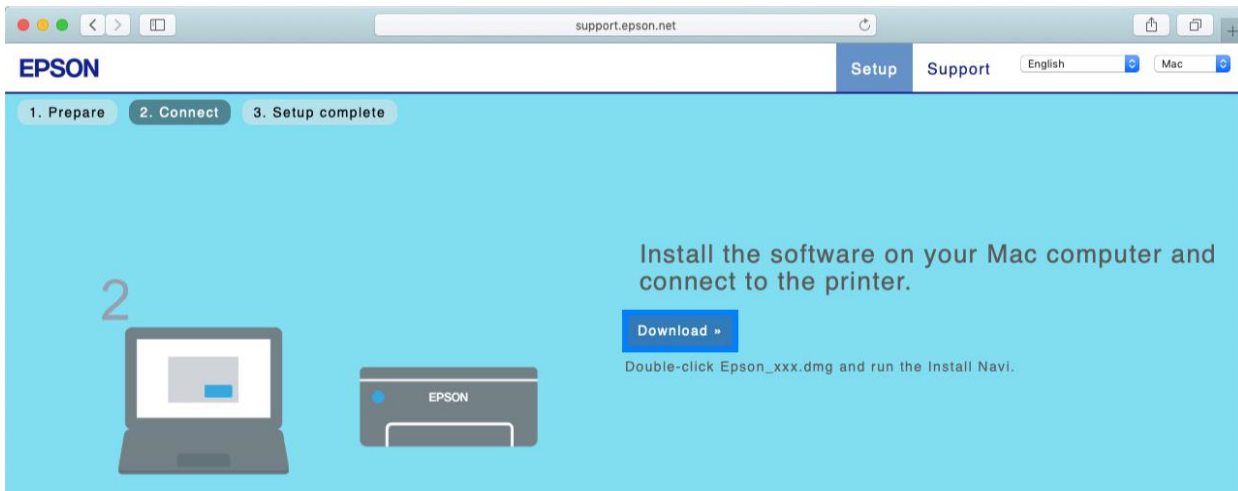 support.epson.net
EPSON
Setup
Support
English
Mac
1. Prepare
2. Connect
3. Setup complete
Install the software on your Mac computer and
connect to the printer.
Download »
Double-click Epson_xxx.dmg and run the Install Navi.
2
EPSON